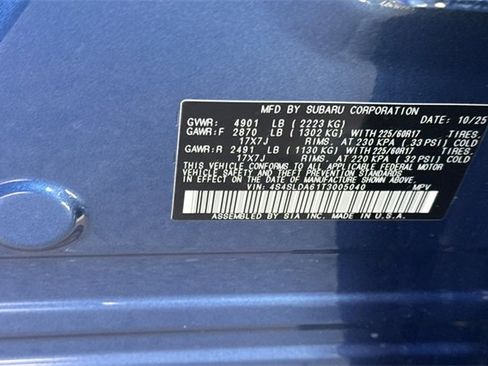 MFD BY SUBARU CORPORATION
DATE: 10/25
GVWR: 4901 LB (2223 KG)
GAWR:F 2870 LB (1302 KG) WITH 225/60R17 TIRES.
17X7J RIMS. AT 230 KPA (33 PSI) COLD
GAWR:R 2491 LB (1130 KG) WITH 225/60R17 TIRES.
17X7J RIMS. AT 220 KPA (32 PSI) COLD
THIS VEHICLE CONFORMS TO ALL APPLICABLE FEDERAL MOTOR
VEHICLE SAFETY AND THEFT PREVENTION STANDARDS
IN EFFECT ON THE DATE OF MANUFACTURE SHOWN ABOVE
VIN: 4S4SLDA61T3005040 MPV
ASSEMBLED BY SIA INC. MADE IN U.S.A.